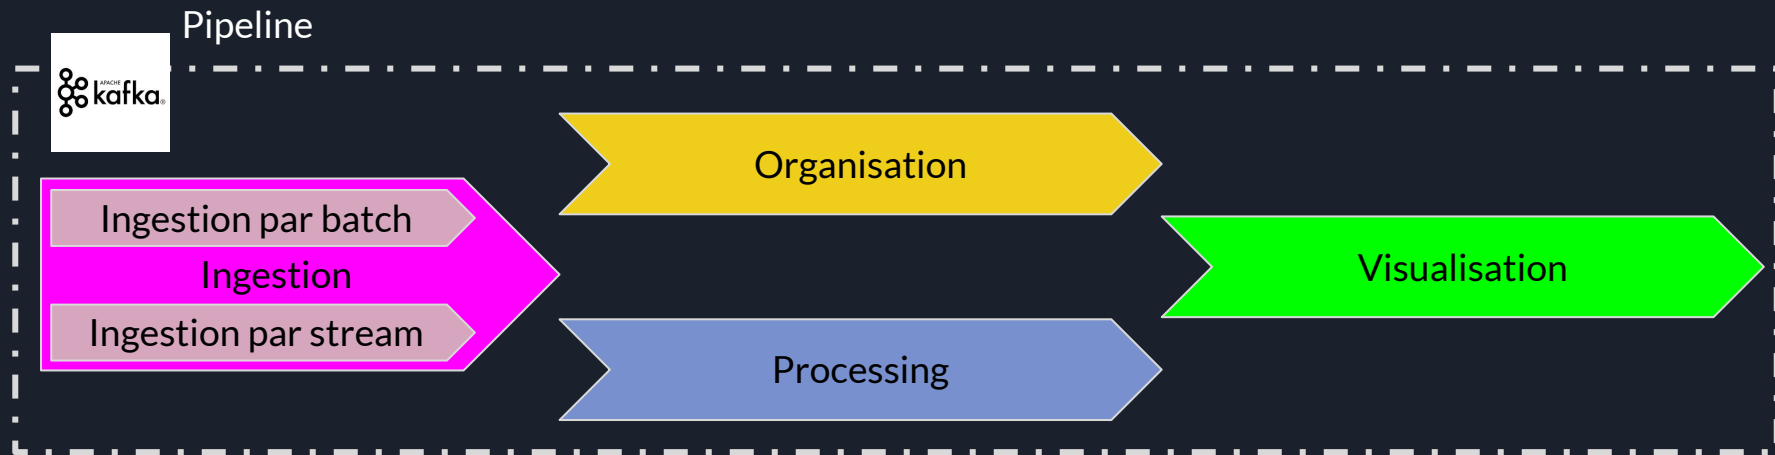 Pipeline
APACHE
kafka®
Organisation
Ingestion par batch
Ingestion
Visualisation
Ingestion par stream
Processing